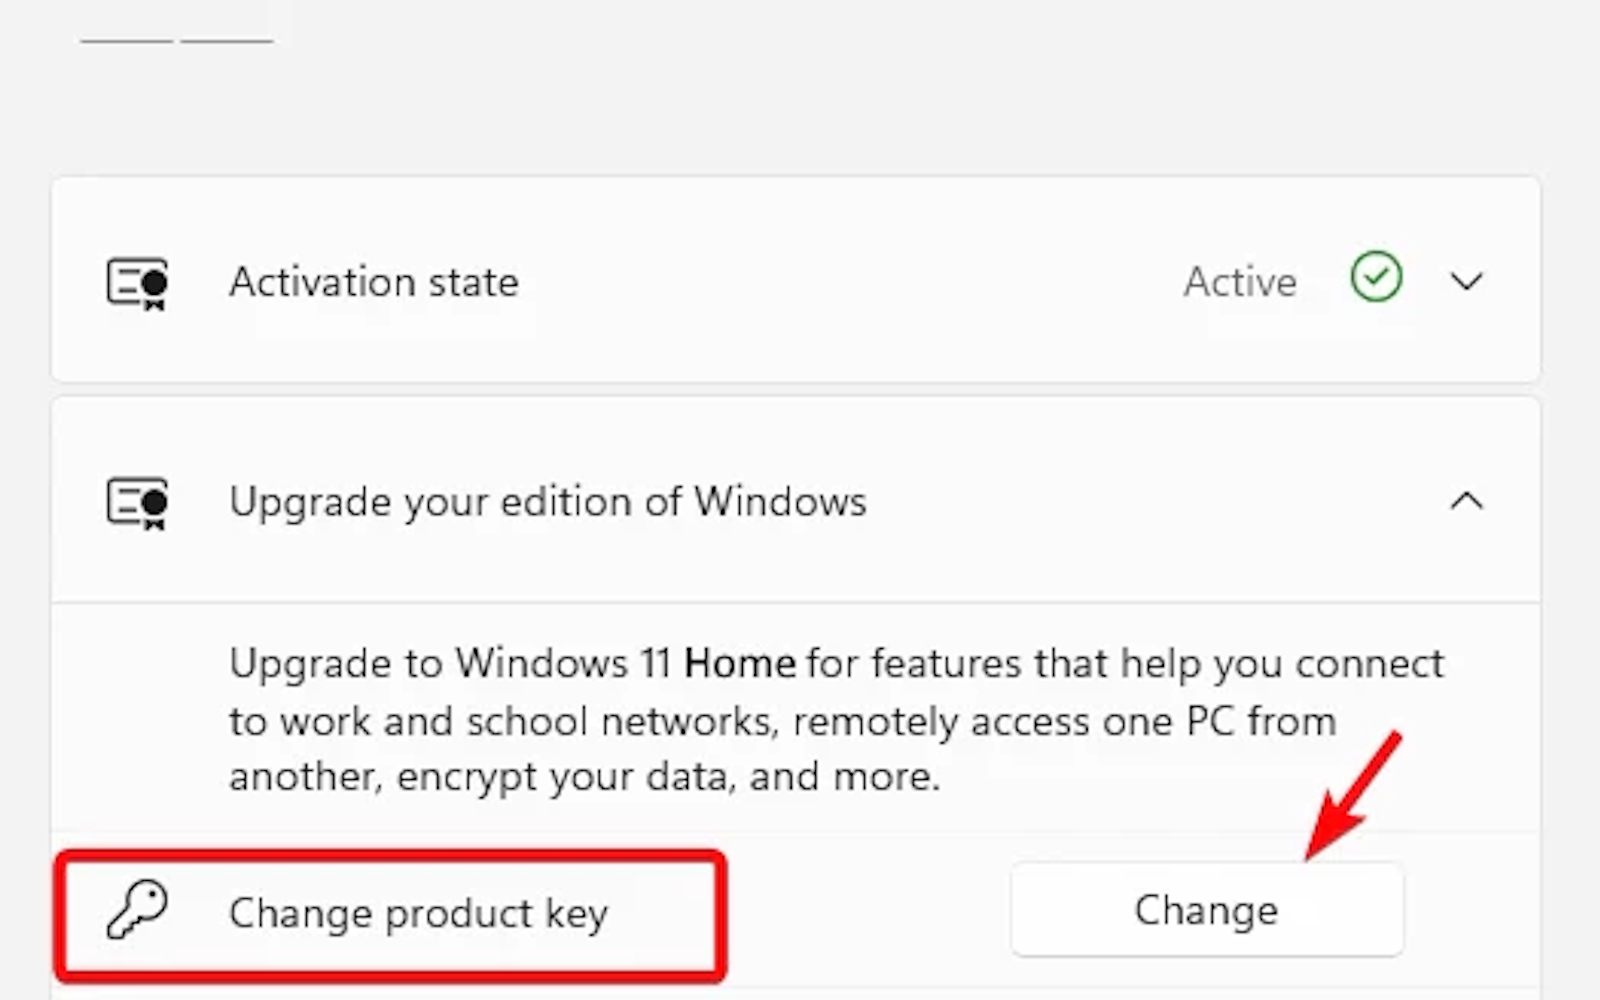 Activation state Active
Upgrade your edition of Windows
Upgrade to Windows 11 Home for features that help you connect
to work and school networks, remotely access one PC from
another, encrypt your data, and more.
Change product key Change